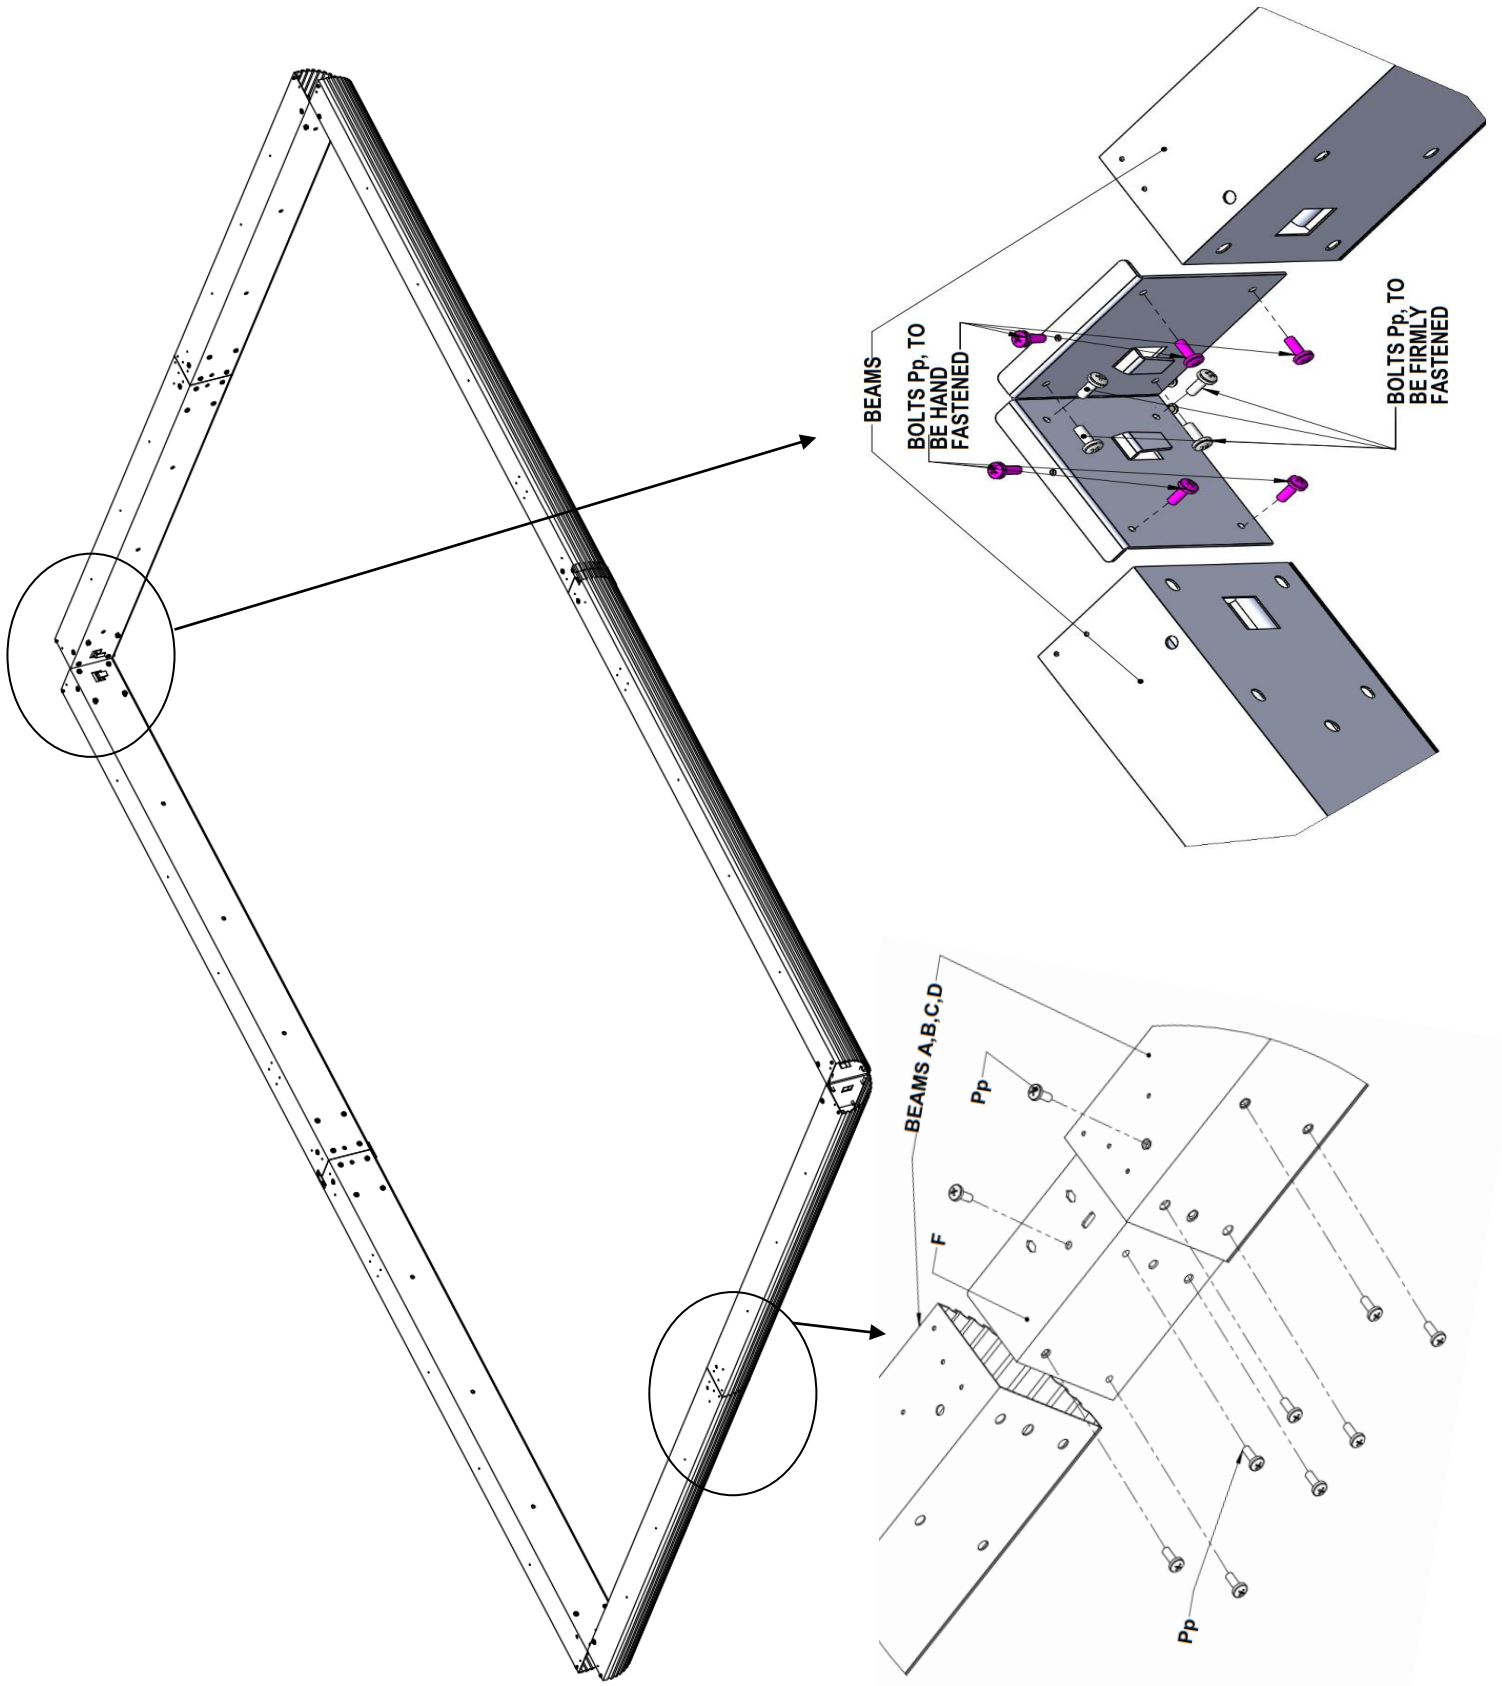 BEAMS
BOLTS Pp, TO
BE HAND
FASTENED
BOLTS Pp, TO
BE FIRMLY
FASTENED
BEAMS A,B,C,D
Pp
F
Pp